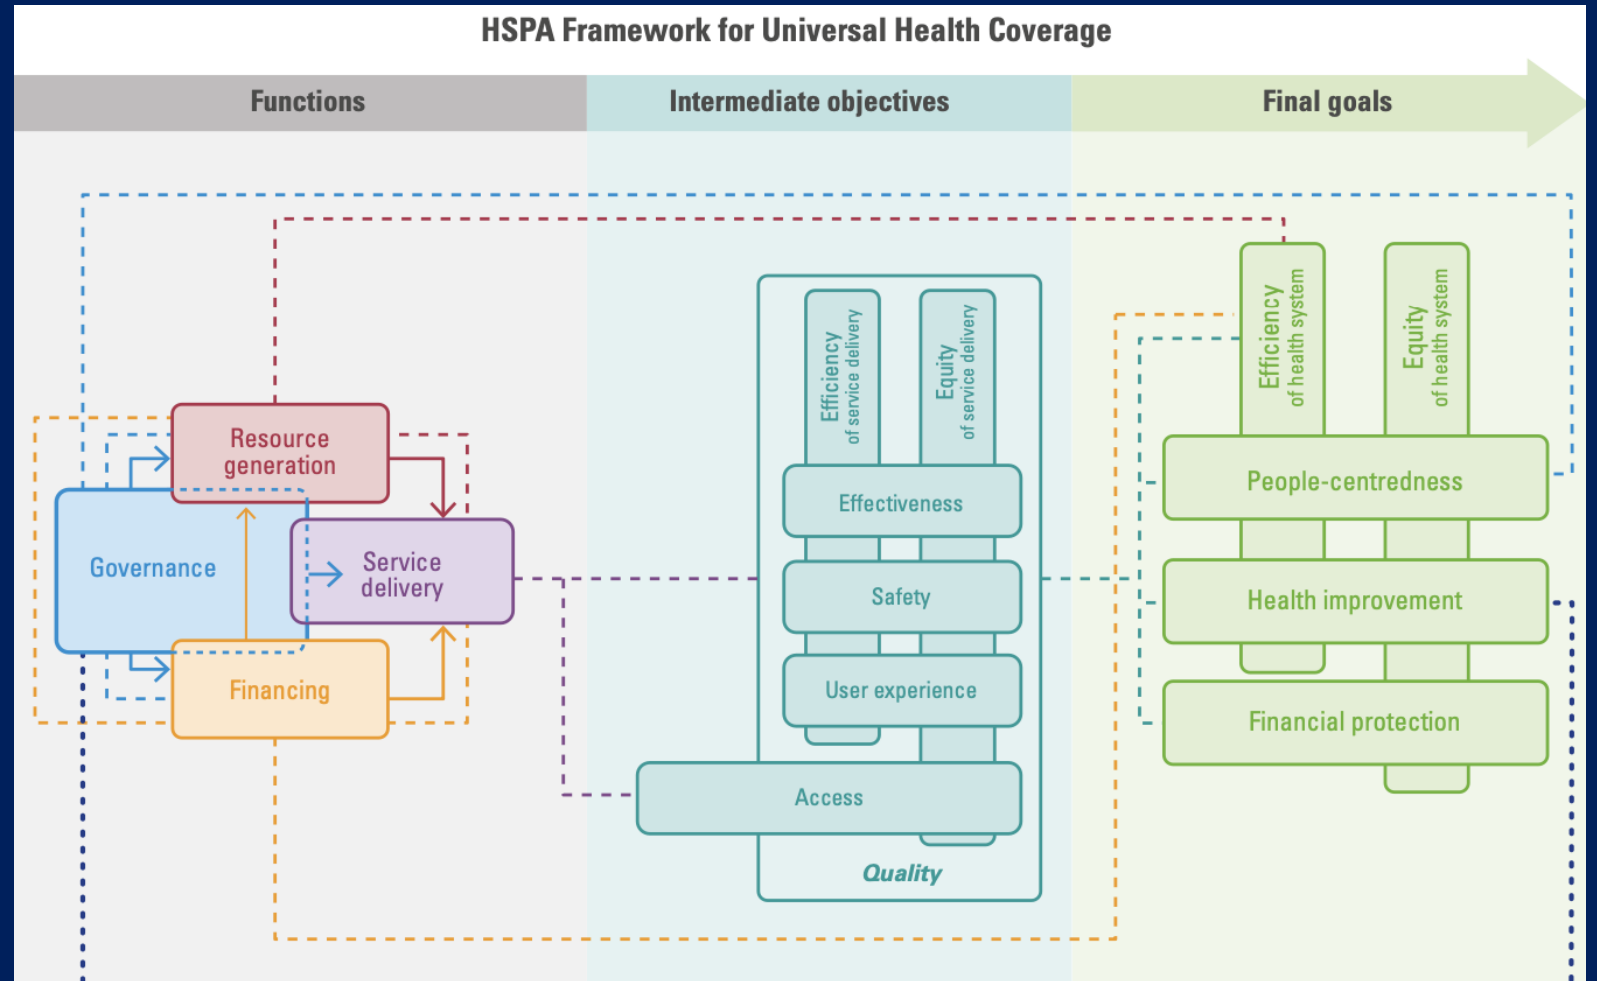 HSPA Framework for Universal Health Coverage
Functions
Intermediate objectives
Final goals
Resource
generation
Governance
Service
delivery
Financing
Efficiency
of service delivery
Equity
of service delivery
Effectiveness
Safety
User experience
Access
Quality
Efficiency
of health system
Equity
of health system
People-centredness
Health improvement
Financial protection